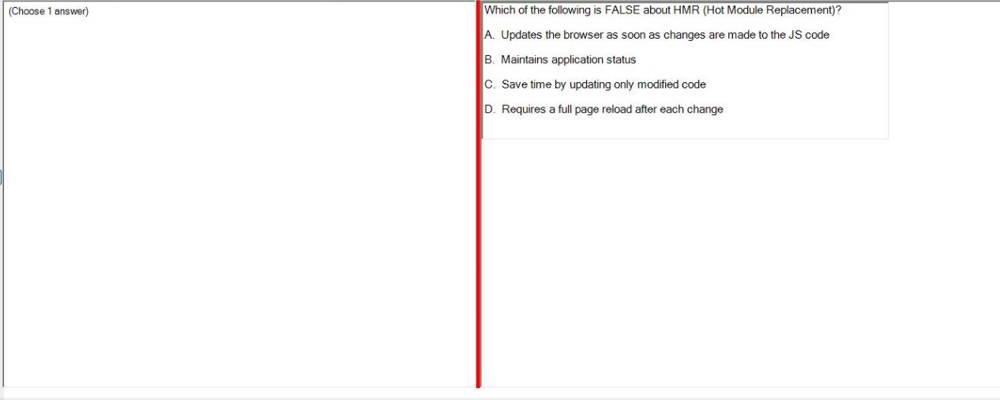 (Choose 1 answer)
Which of the following is FALSE about HMR (Hot Module Replacement)?
A. Updates the browser as soon as changes are made to the JS code
B. Maintains application status
C. Save time by updating only modified code
D. Requires a full page reload after each change